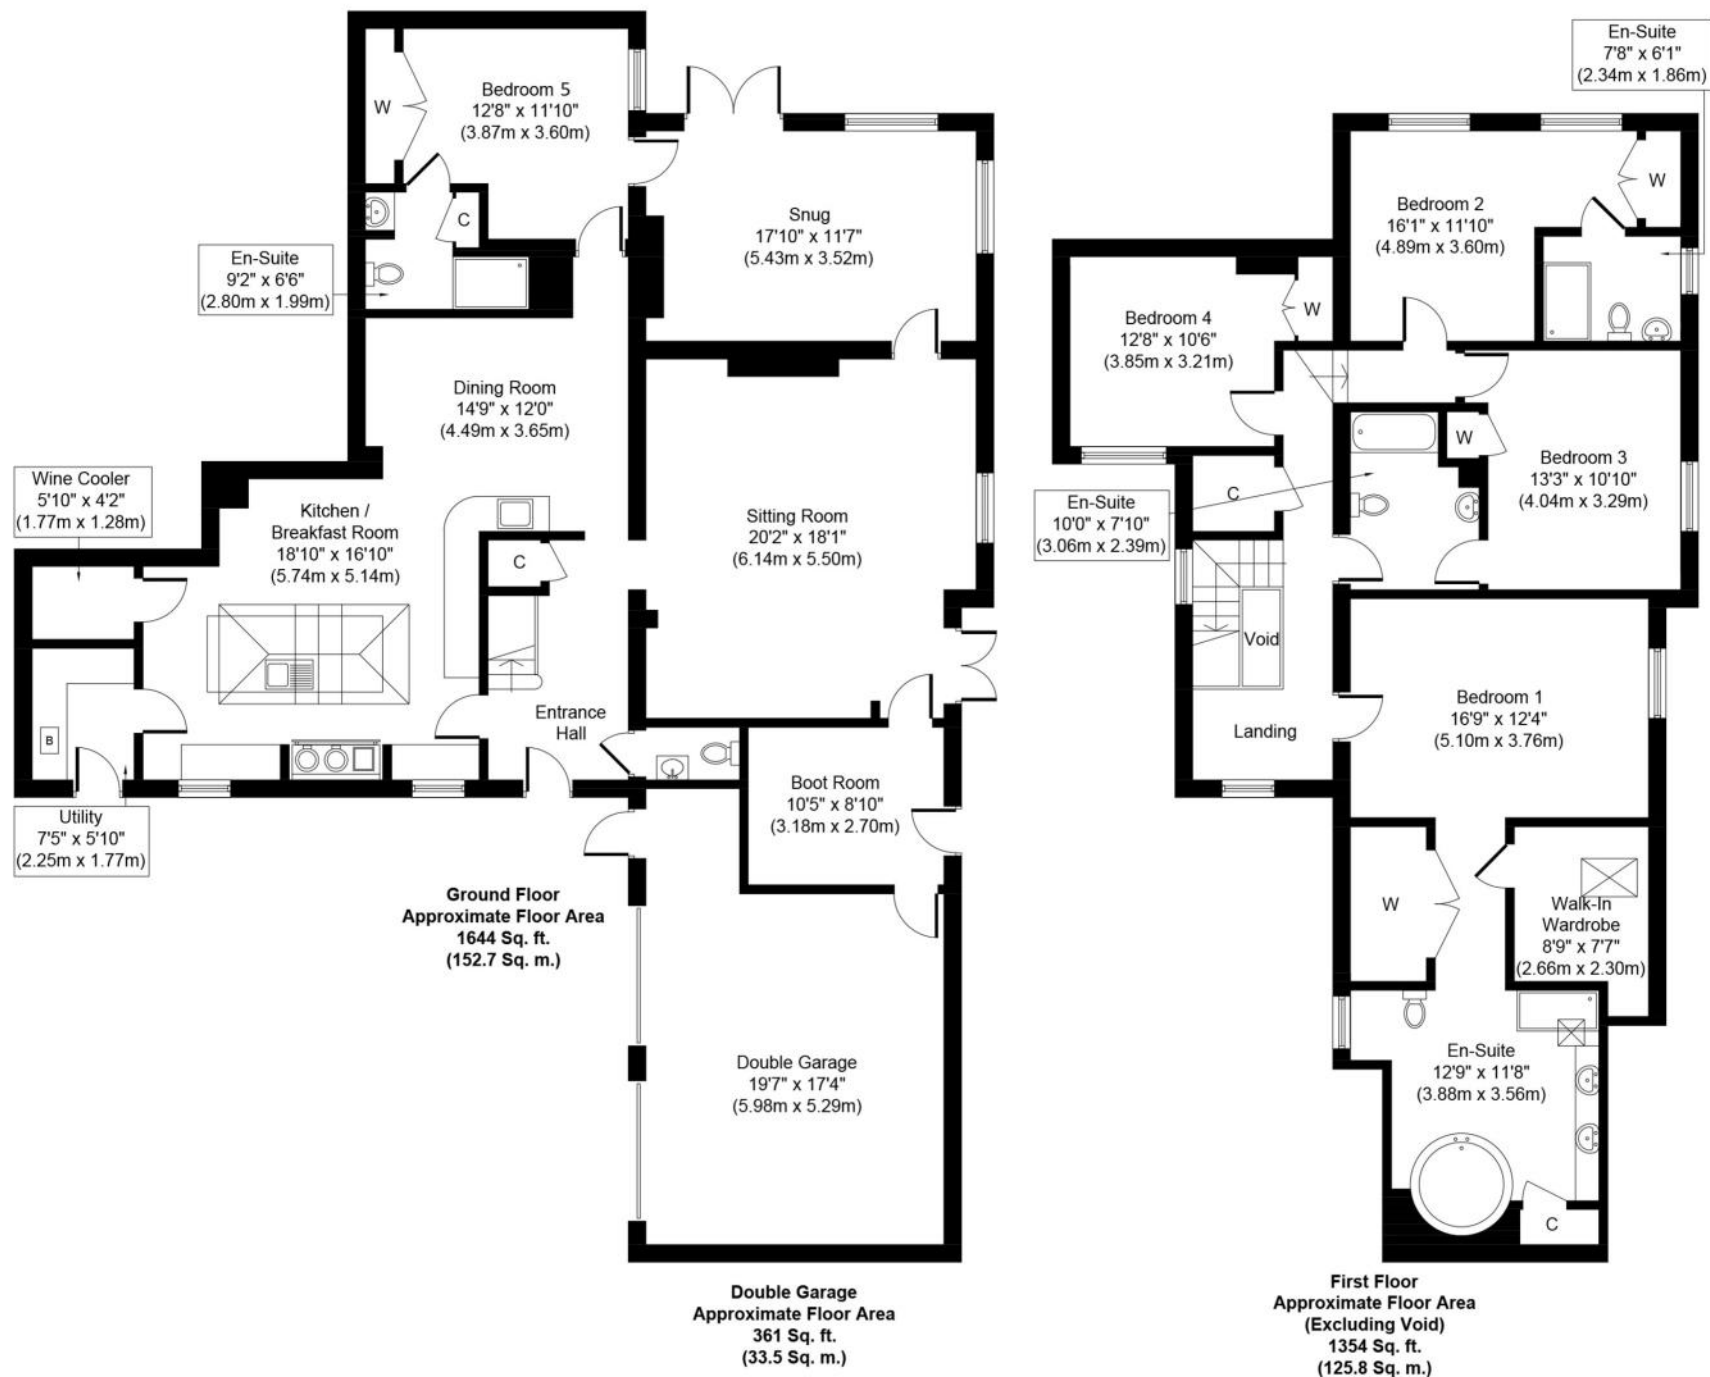 En-Suite
7'8" x 6'1"
(2.34m x 1.86m)
Bedroom 5
12'8" x 11'10"
(3.87m x 3.60m)
W
C
En-Suite
9'2" x 6'6"
(2.80m x 1.99m)
Snug
17'10" x 11'7"
(5.43m x 3.52m)
Dining Room
14'9" x 12'0"
(4.49m x 3.65m)
Wine Cooler
5'10" x 4'2"
(1.77m x 1.28m)
Kitchen /
Breakfast Room
18'10" x 16'10"
(5.74m x 5.14m)
C
Sitting Room
20'2" x 18'1"
(6.14m x 5.50m)
B
Entrance
Hall
Utility
7'5" x 5'10"
(2.25m x 1.77m)
Boot Room
10'5" x 8'10"
(3.18m x 2.70m)
Ground Floor
Approximate Floor Area
1644 Sq. ft.
(152.7 Sq. m.)
Double Garage
19'7" x 17'4"
(5.98m x 5.29m)
Double Garage
Approximate Floor Area
361 Sq. ft.
(33.5 Sq. m.)
Bedroom 2
16'1" x 11'10"
(4.89m x 3.60m)
W
Bedroom 4
12'8" x 10'6"
(3.85m x 3.21m)
W
W
Bedroom 3
13'3" x 10'10"
(4.04m x 3.29m)
C
En-Suite
10'0" x 7'10"
(3.06m x 2.39m)
Void
Landing
Bedroom 1
16'9" x 12'4"
(5.10m x 3.76m)
W
Walk-In
Wardrobe
8'9" x 7'7"
(2.66m x 2.30m)
En-Suite
12'9" x 11'8"
(3.88m x 3.56m)
C
First Floor
Approximate Floor Area
(Excluding Void)
1354 Sq. ft.
(125.8 Sq. m.)